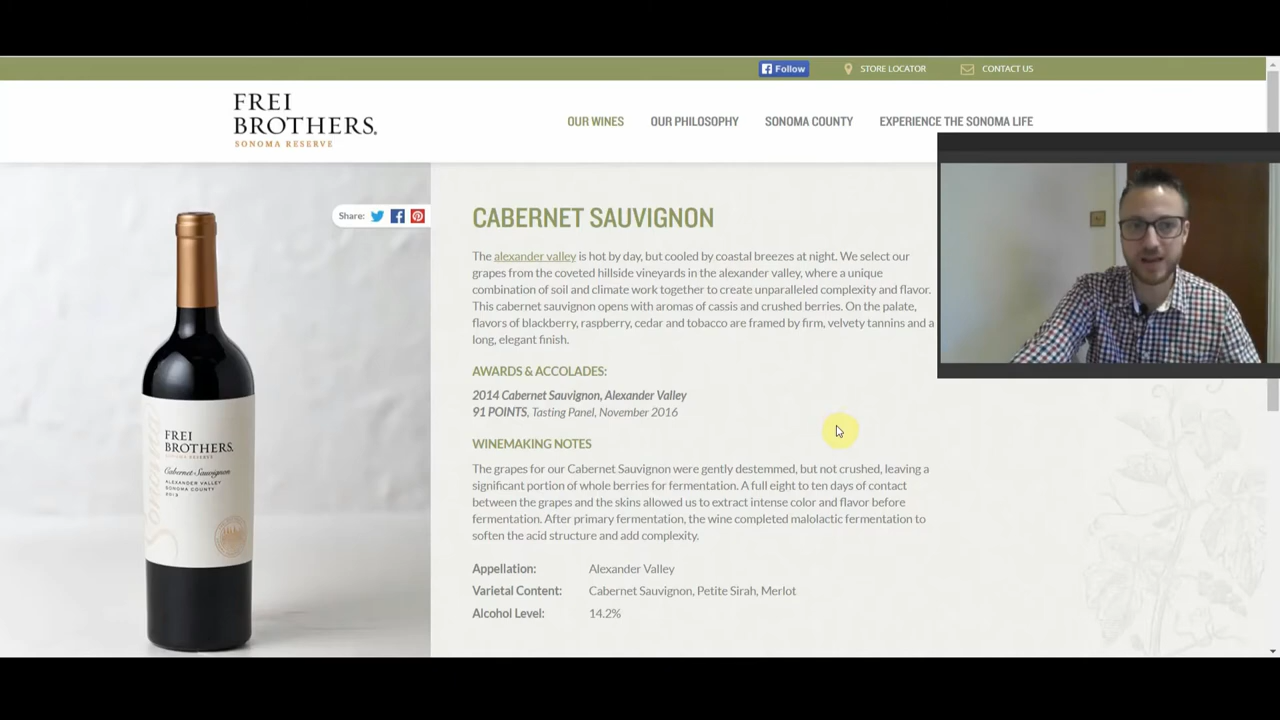 Follow
STORE LOCATOR
CONTACT US
FREI
BROTHERS.
SONOMA RESERVE
OUR WINES
OUR PHILOSOPHY
SONOMA COUNTY
EXPERIENCE THE SONOMA LIFE
Share:
CABERNET SAUVIGNON
The alexander valley is hot by day, but cooled by coastal breezes at night. We select our
grapes from the coveted hillside vineyards in the alexander valley, where a unique
combination of soil and climate work together to create unparalleled complexity and flavor.
This cabernet sauvignon opens with aromas of cassis and crushed berries. On the palate,
flavors of blackberry, raspberry, cedar and tobacco are framed by firm, velvety tannins and a
long, elegant finish.
AWARDS & ACCOLADES:
2014 Cabernet Sauvignon, Alexander Valley
91 POINTS, Tasting Panel, November 2016
WINEMAKING NOTES
The grapes for our Cabernet Sauvignon were gently destemmed, but not crushed, leaving a
significant portion of whole berries for fermentation. A full eight to ten days of contact
between the grapes and the skins allowed us to extract intense color and flavor before
fermentation. After primary fermentation, the wine completed malolactic fermentation to
soften the acid structure and add complexity.
Appellation: Alexander Valley
Varietal Content: Cabernet Sauvignon, Petite Sirah, Merlot
Alcohol Level: 14.2%
FREI
BROTHERS.
SONOMA RESERVE
Cabernet Sauvignon
ALEXANDER VALLEY
SONOMA COUNTY
2013
SONOMA